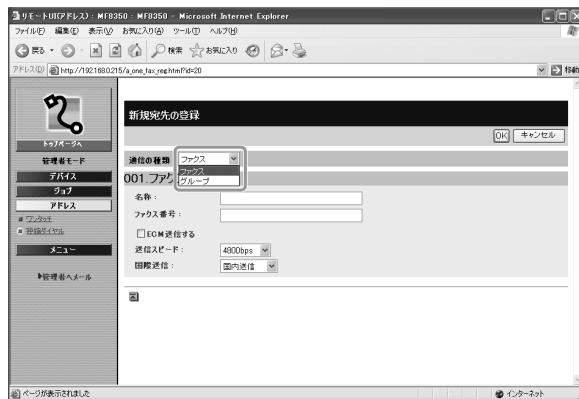 リモートUI(アドレス) : MF8350 : MF8350 - Microsoft Internet Explorer
ファイル(F) 編集(E) 表示(V) お気に入り(A) ツール(T) ヘルプ(H)
戻る 検索 お気に入り
アドレス(D) http://192.168.0.215/a_one_fax_reg.html?id=20 移動
新規宛先の登録
OK キャンセル
トップページへ
管理者モード
デバイス
ジョブ
アドレス
ワンタッチ
短縮ダイヤル
メニュー
管理者へメール
通信の種類 ファクス
ファクス
グループ
001.ファク
名称 :
ファクス番号 :
ECM送信する
送信スピード : 4800bps
国際送信 : 国内送信
ページが表示されました インターネット